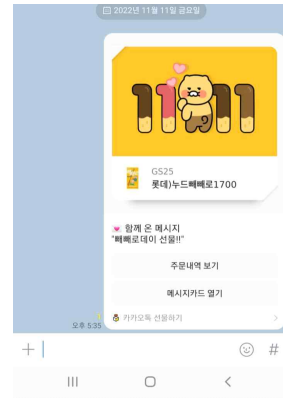 2022년 11월 11일 금요일
GS25
롯데)누드빼빼로1700
함께 온 메시지
"빼빼로데이 선물!!"
주문내역 보기
메시지카드 열기
카카오톡 선물하기
1
오후 5:35
#